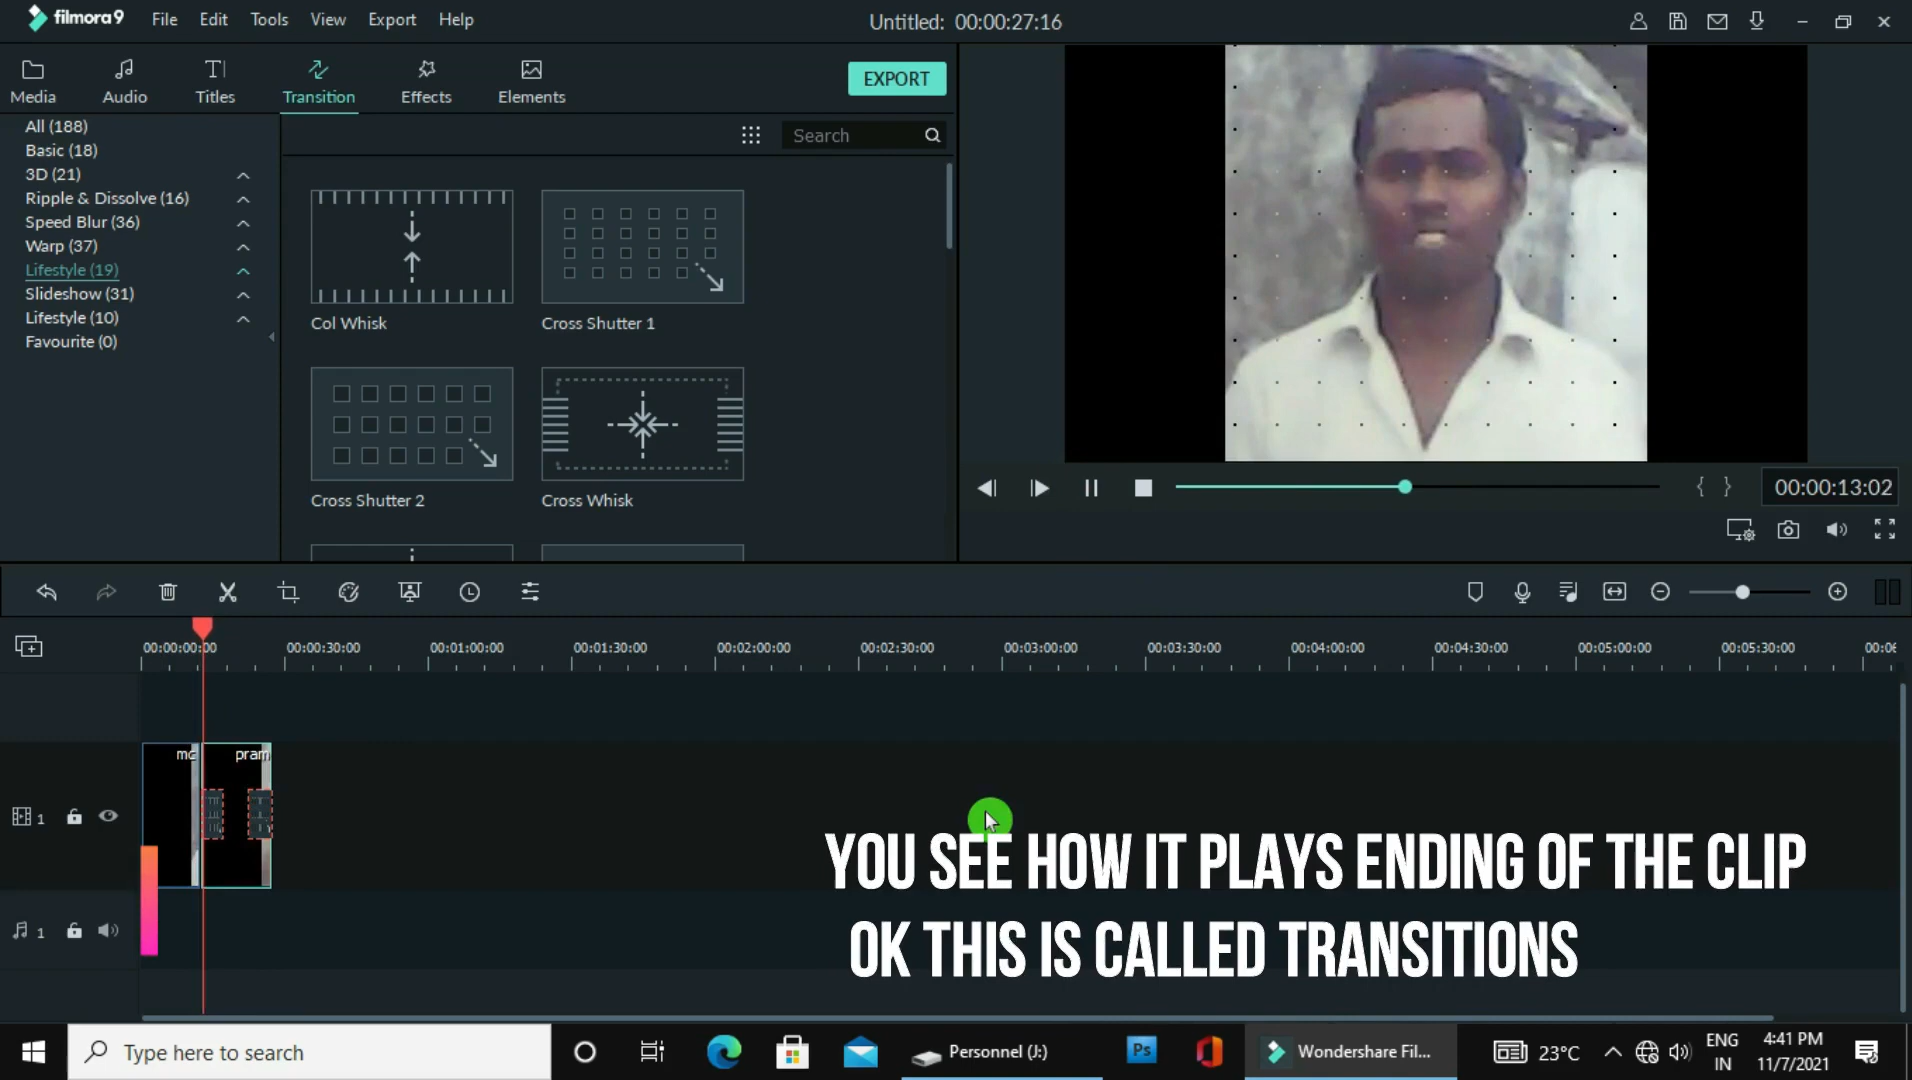 filmora9 File Edit Tools View Export Help Untitled: 00:00:27:16
Media Audio Titles Transition Effects Elements EXPORT
All (188)
Basic (18)
3D (21)
Ripple & Dissolve (16)
Speed Blur (36)
Warp (37)
Lifestyle (19)
Slideshow (31)
Lifestyle (10)
Favourite (0)
Search
Col Whisk Cross Shutter 1
Cross Shutter 2 Cross Whisk
{ } 00:00:13:02
00:00:00:00 00:00:30:00 00:01:00:00 00:01:30:00 00:02:00:00 00:02:30:00 00:03:00:00 00:03:30:00 00:04:00:00 00:04:30:00 00:05:00:00 00:05:30:00 00:06
mc pram
1
1
YOU SEE HOW IT PLAYS ENDING OF THE CLIP
OK THIS IS CALLED TRANSITIONS
Type here to search Personnel (J:) Ps Wondershare Fil... 23°C ENG IN 4:41 PM 11/7/2021